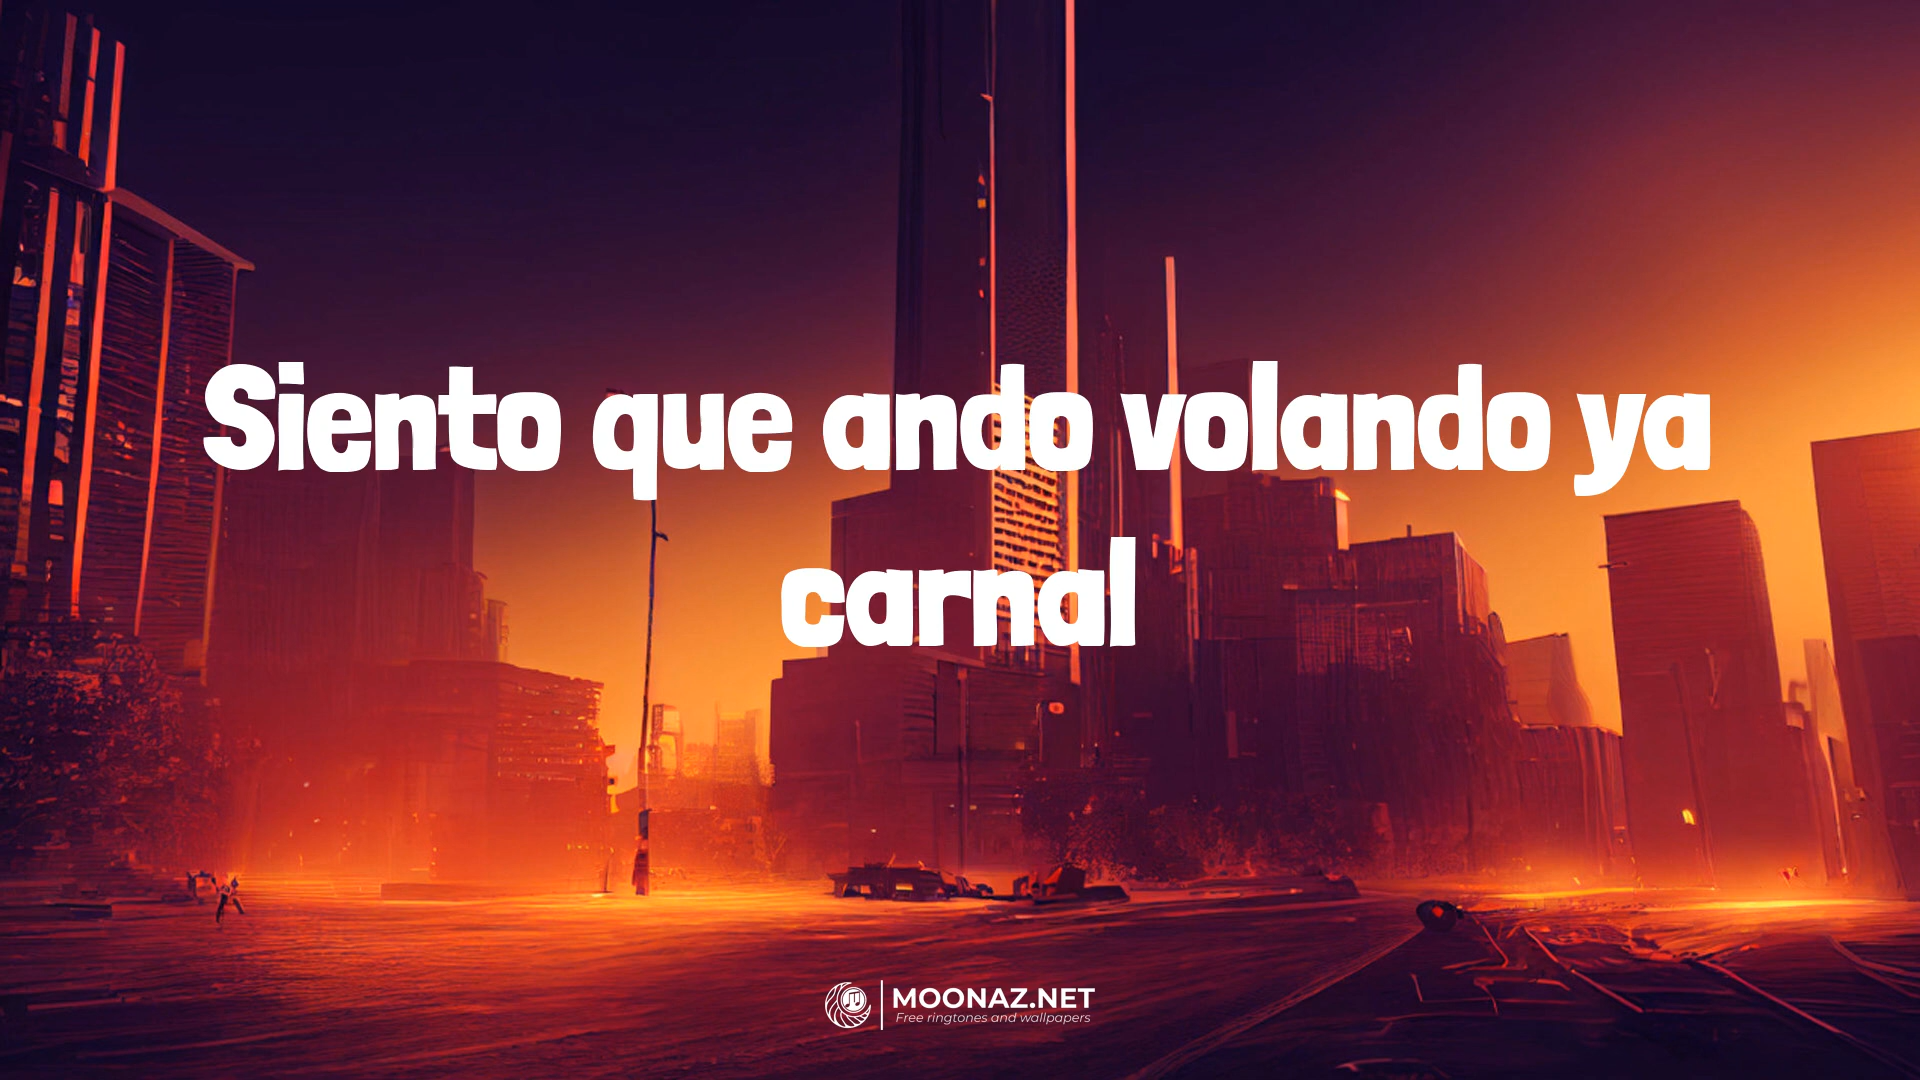 Siento que ando volando ya
carnal
MOONAZ.NET
Free ringtones and wallpapers